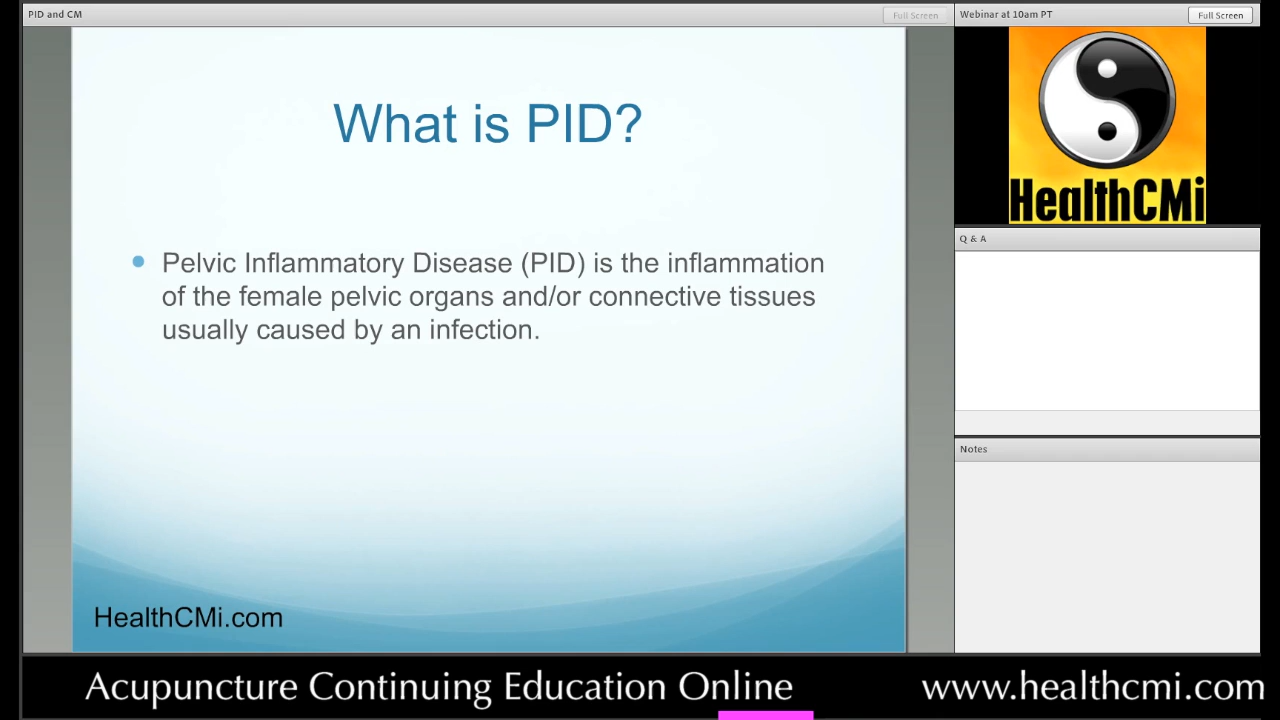 PID and CM
Full Screen
Webinar at 10am PT
Full Screen
What is PID?
Pelvic Inflammatory Disease (PID) is the inflammation
of the female pelvic organs and/or connective tissues
usually caused by an infection.
HealthCMi.com
HealthCMi
Q & A
Notes
Acupuncture Continuing Education Online
www.healthcmi.com